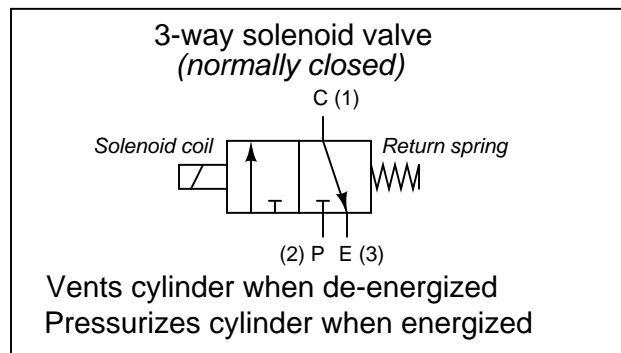 3-way solenoid valve
(normally closed)
C (1)
Solenoid coil
Return spring
(2) P E (3)
Vents cylinder when de-energized
Pressurizes cylinder when energized